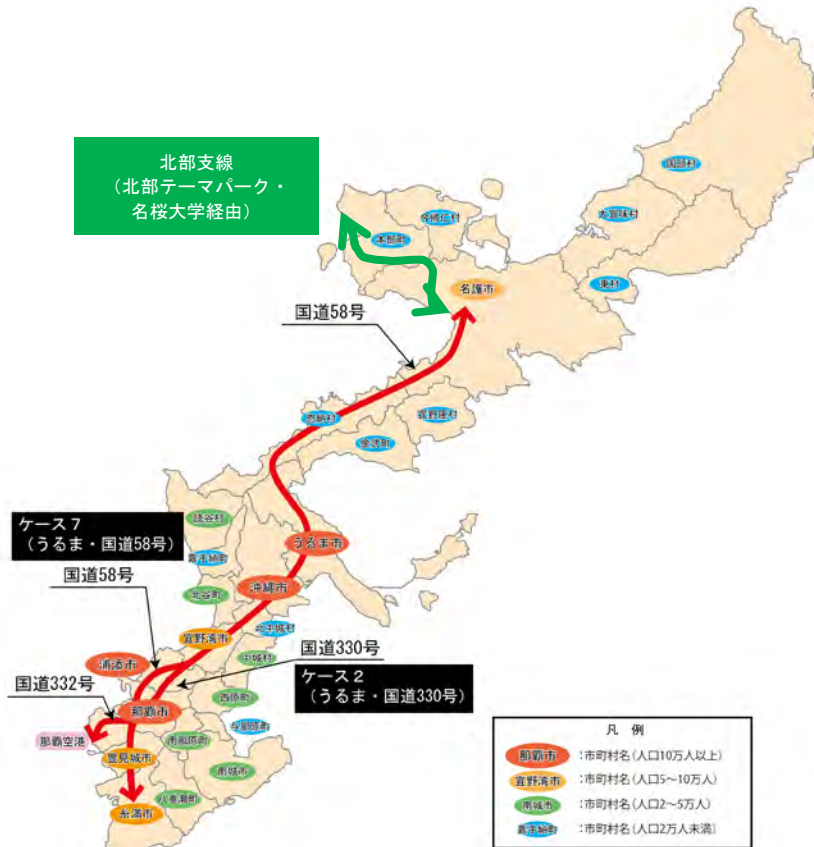 北部支線
（北部テーマパーク・
名桜大学経由）
国頭村
大宜味村
今帰仁村
本部町
東村
名護市
国道58号
恩納村
宜野座村
金武町
ケース７
（うるま・国道58号）
読谷村
うるま市
嘉手納町
国道58号
沖縄市
北谷町
宜野湾市
北中城村
国道330号
浦添市
中城村
ケース２
（うるま・国道330号）
国道332号
西原町
那覇市
与那原町
那覇空港
南風原町
豊見城市
南城市
八重瀬町
糸満市
凡 例
那覇市 ：市町村名（人口10万人以上）
宜野湾市 ：市町村名（人口5～10万人）
南城市 ：市町村名（人口2～5万人）
嘉手納町 ：市町村名（人口2万人未満）